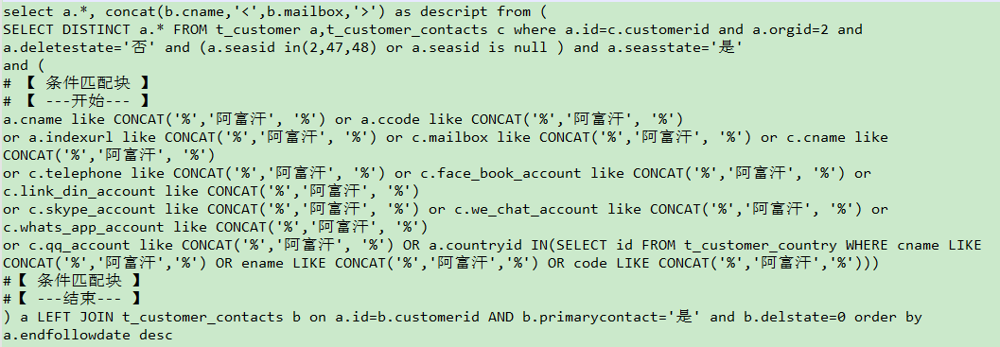 select a.*, concat(b.cname,'<',b.mailbox,'>') as descript from (
SELECT DISTINCT a.* FROM t_customer a,t_customer_contacts c where a.id=c.customerid and a.orgid=2 and
a.deletestate='否' and (a.seasid in(2,47,48) or a.seasid is null ) and a.seasstate='是'
and (
# 【 条件匹配块 】
# 【 ---开始--- 】
a.cname like CONCAT('%','阿富汗', '%') or a.ccode like CONCAT('%','阿富汗', '%')
or a.indexurl like CONCAT('%','阿富汗', '%') or c.mailbox like CONCAT('%','阿富汗', '%') or c.cname like
CONCAT('%','阿富汗', '%')
or c.telephone like CONCAT('%','阿富汗', '%') or c.face_book_account like CONCAT('%','阿富汗', '%') or
c.link_din_account like CONCAT('%','阿富汗', '%')
or c.skype_account like CONCAT('%','阿富汗', '%') or c.we_chat_account like CONCAT('%','阿富汗', '%') or
c.whats_app_account like CONCAT('%','阿富汗', '%')
or c.qq_account like CONCAT('%','阿富汗', '%') OR a.countryid IN(SELECT id FROM t_customer_country WHERE cname LIKE
CONCAT('%','阿富汗','%') OR ename LIKE CONCAT('%','阿富汗','%') OR code LIKE CONCAT('%','阿富汗','%')))
#【 条件匹配块 】
#【 ---结束--- 】
) a LEFT JOIN t_customer_contacts b on a.id=b.customerid AND b.primarycontact='是' and b.delstate=0 order by
a.endfollowdate desc